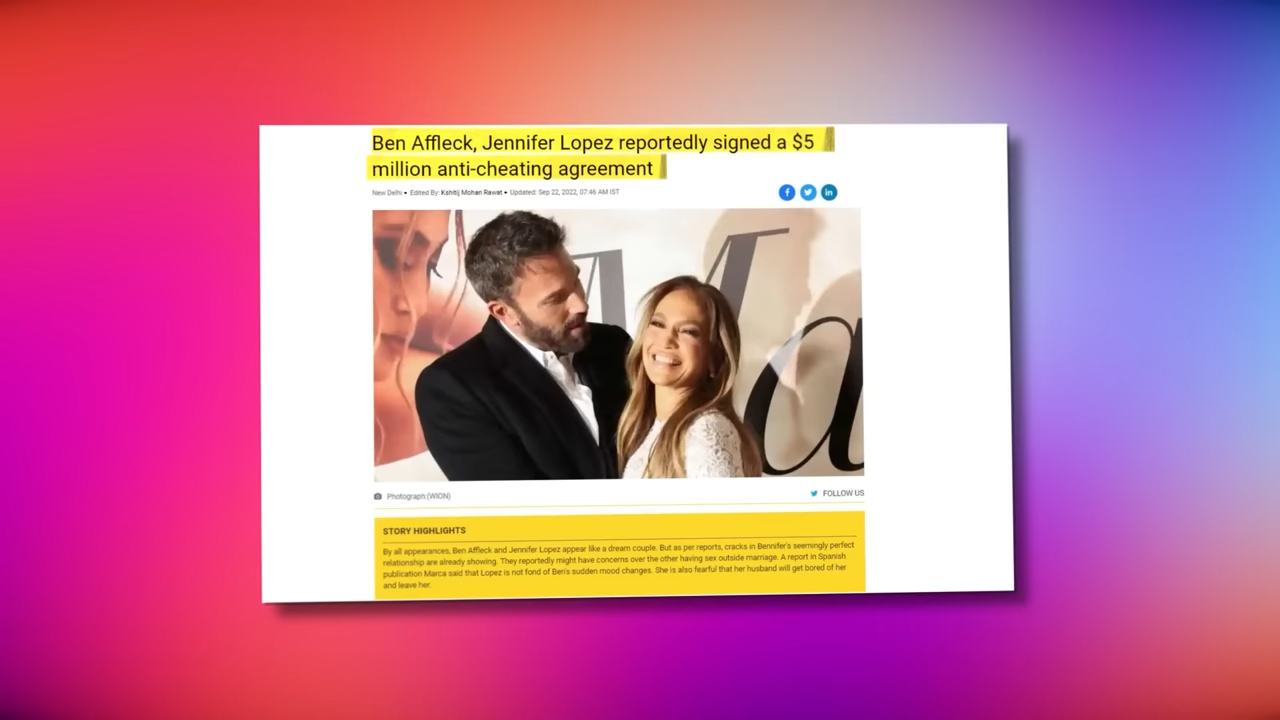 Ben Affleck, Jennifer Lopez reportedly signed a $5
million anti-cheating agreement
New Delhi • Edited By: Kshitij Mohan Rawat • Updated: Sep 22, 2022, 07:46 AM IST
Ma
Photograph:(WION)
FOLLOW US
STORY HIGHLIGHTS
By all appearances, Ben Affleck and Jennifer Lopez appear like a dream couple. But as per reports, cracks in Bennifer's seemingly perfect
relationship are already showing. They reportedly might have concerns over the other having sex outside marriage. A report in Spanish
publication Marca said that Lopez is not fond of Ben's sudden mood changes. She is also fearful that her husband will get bored of her
and leave her.